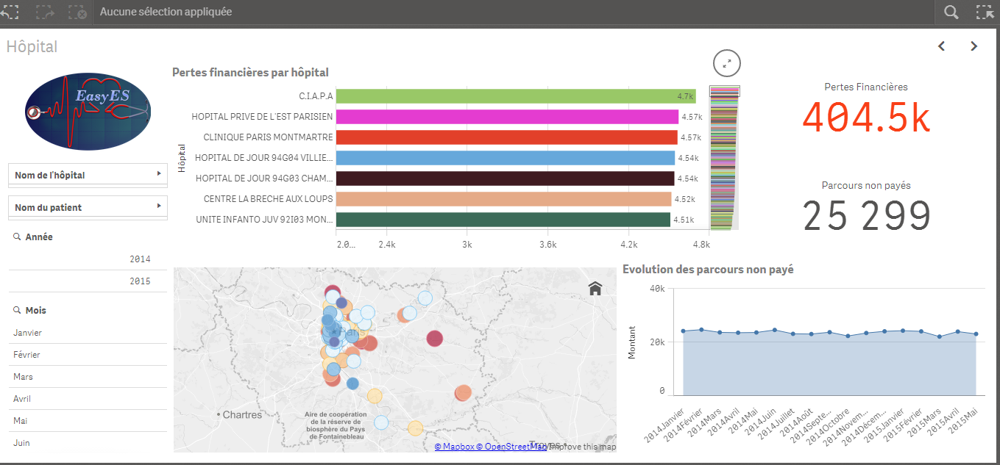 Aucune sélection appliquée
Hôpital
EasyES
Nom de l'hôpital
Nom du patient
Année
2014
2015
Mois
Janvier
Février
Mars
Avril
Mai
Juin
Pertes financières par hôpital
Hôpital
C.I.A.P.A
4.7k
HOPITAL PRIVE DE L'EST PARISIEN
4.57k
CLINIQUE PARIS MONTMARTRE
4.57k
HOPITAL DE JOUR 94G04 VILLIE...
4.54k
HOPITAL DE JOUR 94G03 CHAM...
4.54k
CENTRE LA BRECHE AUX LOUPS
4.52k
UNITE INFANTO JUV 92I03 MON...
4.51k
2.0...
2.4k
3k
3.6k
4.2k
4.8k
Pertes Financières
404.5k
Parcours non payés
25 299
Chartres
Aire de coopération
de la réserve de
biosphère du Pays
de Fontainebleau
© Mapbox © OpenStreetMap Improve this map
Evolution des parcours non payé
Montant
40k
20k
0
2014Janvier
2014Février
2014Mars
2014Avril
2014Mai
2014Juin
2014Juillet
2014Août
2014Septe...
2014Octobre
2014Novem...
2014Décem...
2015Janvier
2015Février
2015Mars
2015Avril
2015Mai